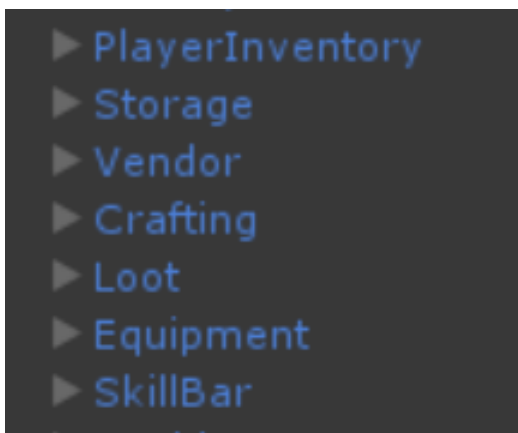 PlayerInventory
Storage
Vendor
Crafting
Loot
Equipment
SkillBar